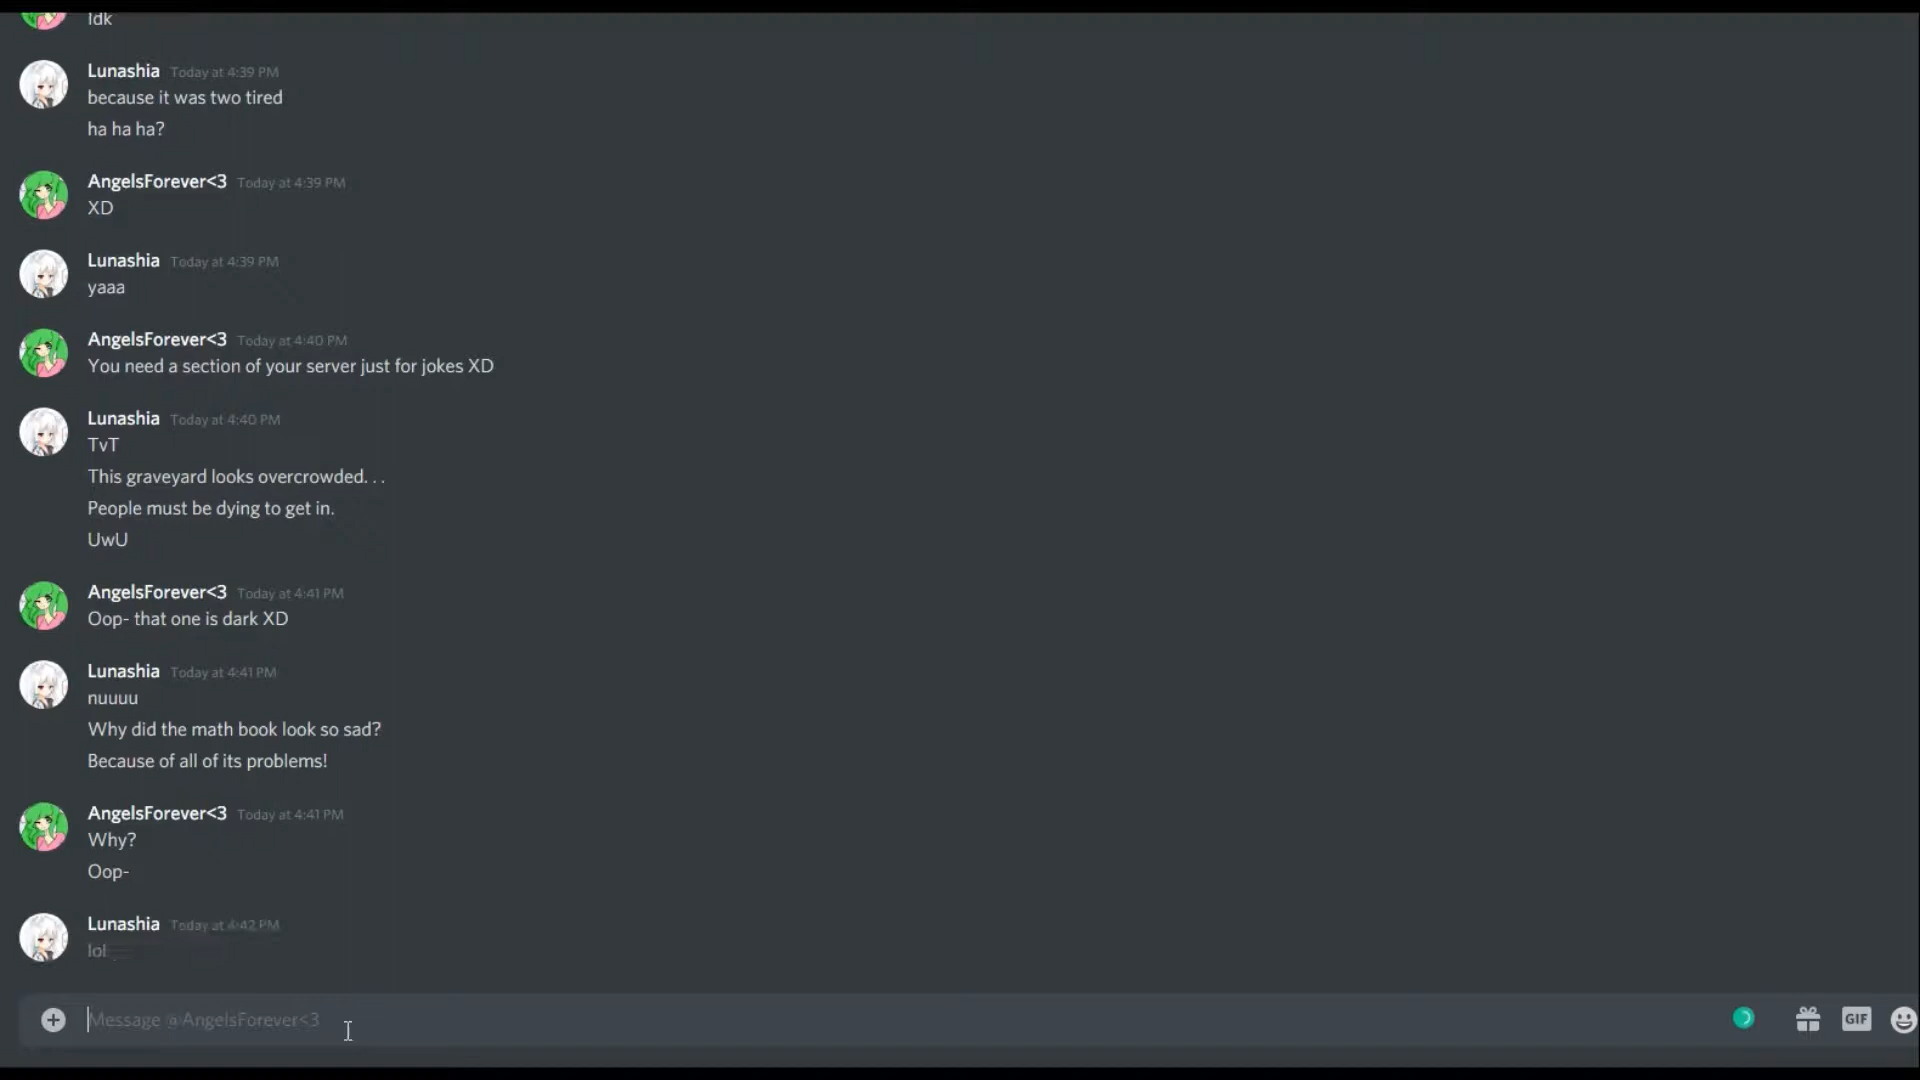 Idk
Lunashia Today at 4:39 PM
because it was two tired
ha ha ha?
AngelsForever<3 Today at 4:39 PM
XD
Lunashia Today at 4:39 PM
yaaa
AngelsForever<3 Today at 4:40 PM
You need a section of your server just for jokes XD
Lunashia Today at 4:40 PM
TvT
This graveyard looks overcrowded. . .
People must be dying to get in.
UwU
AngelsForever<3 Today at 4:41 PM
Oop- that one is dark XD
Lunashia Today at 4:41 PM
nuuuu
Why did the math book look so sad?
Because of all of its problems!
AngelsForever<3 Today at 4:41 PM
Why?
Oop-
Lunashia Today at 4:42 PM
lol
Message @AngelsForever<3
GIF